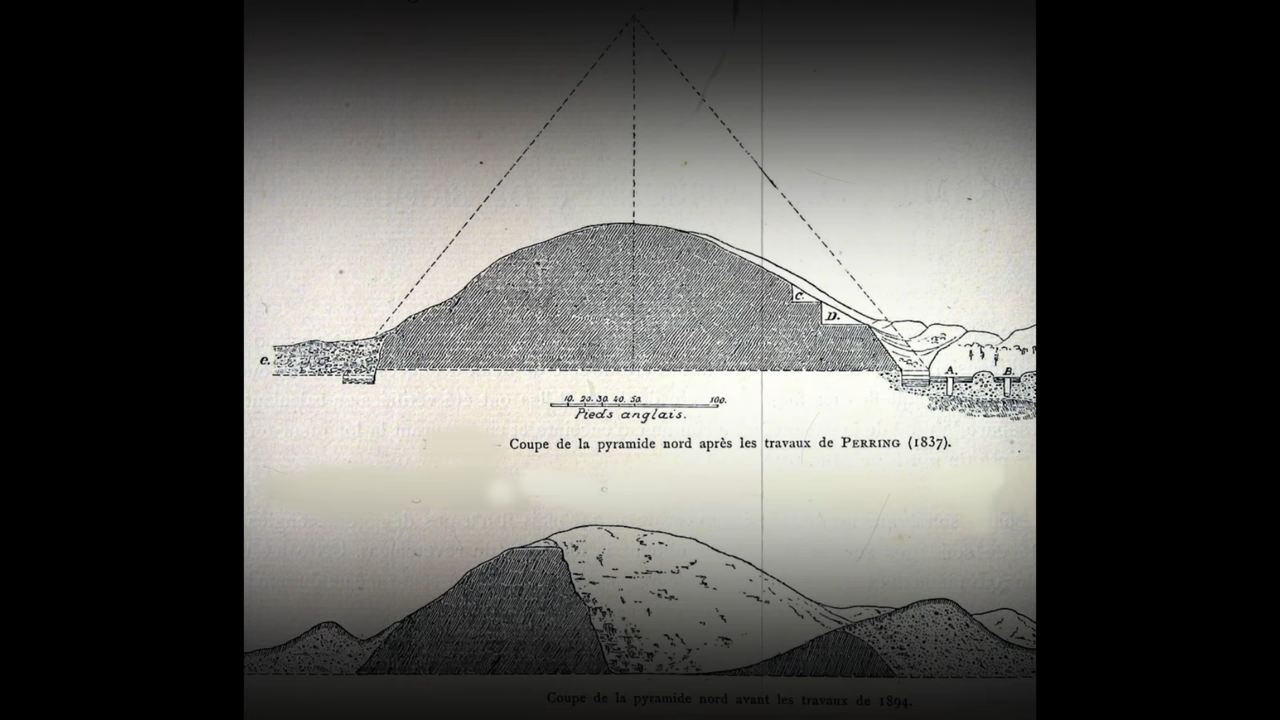 C.
D.
e.
A. B.
10. 20. 30. 40. 50. 100.
Pieds anglais.
Coupe de la pyramide nord après les travaux de PERRING (1837).
Coupe de la pyramide nord avant les travaux de 1894.